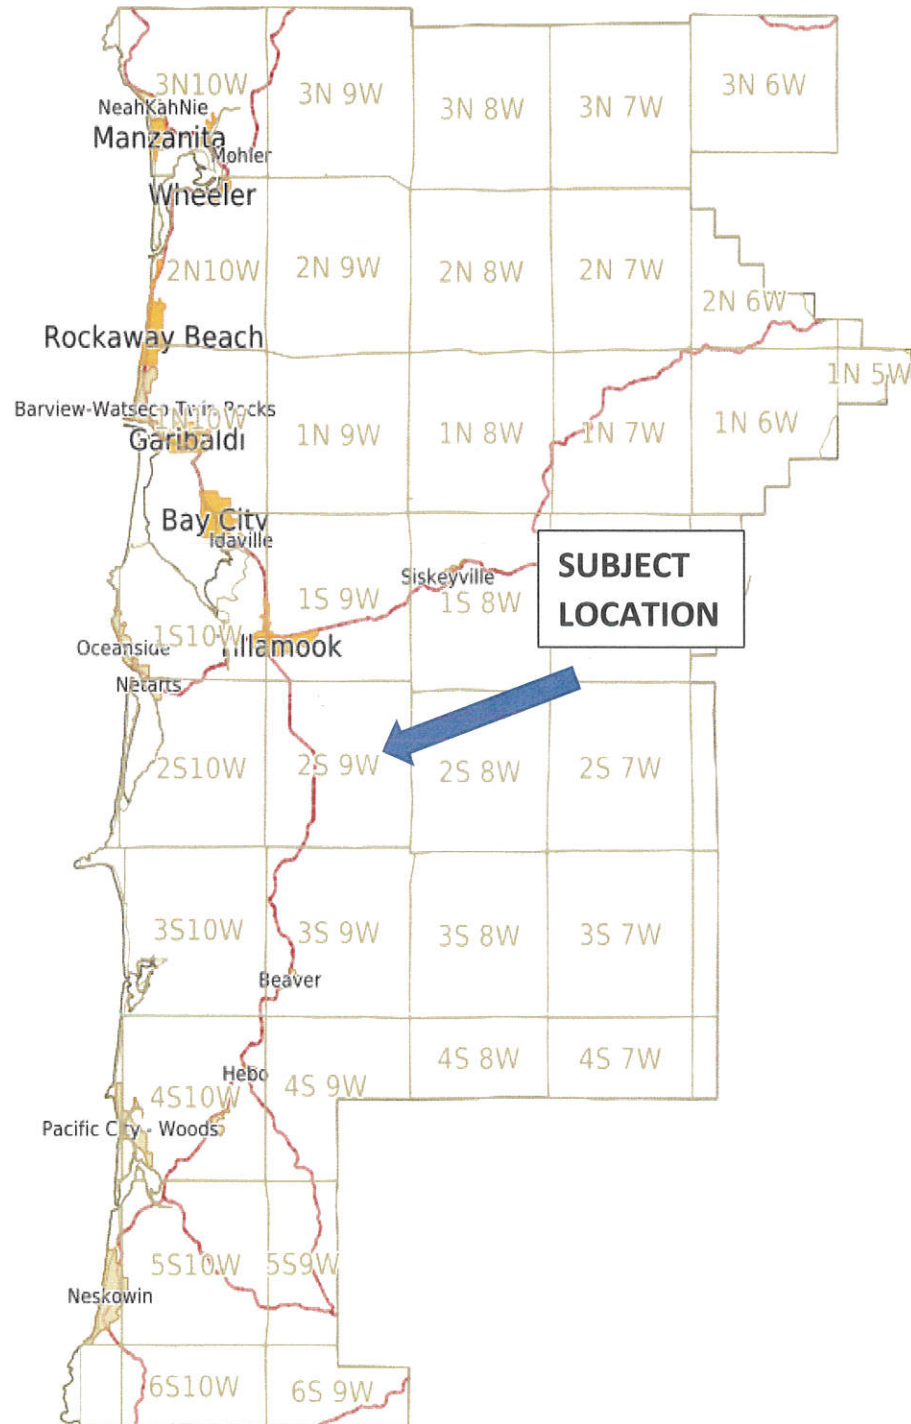 3N10W
3N 9W
3N 8W
3N 7W
3N 6W
NeahKahNie
Manzanita
Mohler
Wheeler
2N10W
2N 9W
2N 8W
2N 7W
2N 6W
Rockaway Beach
1N 5W
Barview-Watseco-Twin Rocks
1N10W
1N 9W
1N 8W
1N 7W
1N 6W
Garibaldi
Bay City
Idaville
SUBJECT
LOCATION
Siskeyville
1S 9W
1S 8W
1S10W
Tillamook
Oceanside
Netarts
2S10W
2S 9W
2S 8W
2S 7W
3S10W
3S 9W
3S 8W
3S 7W
Beaver
4S 8W
4S 7W
Hebo
4S10W
4S 9W
Pacific City - Woods
5S10W
5S9W
Neskowin
6S10W
6S 9W